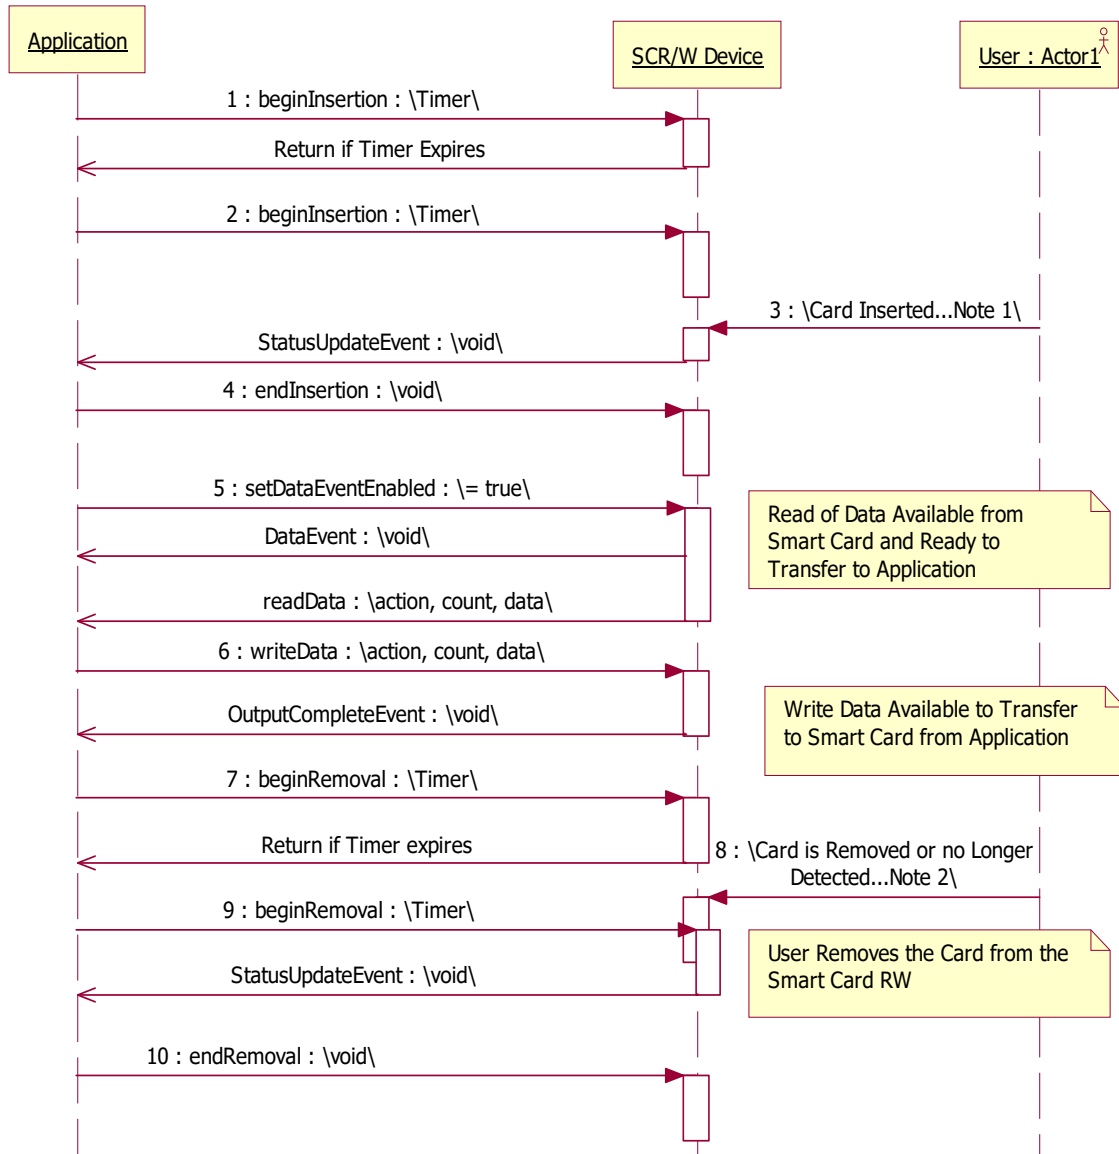 Application
SCR/W Device
User : Actor1
1 : beginInsertion : \Timer\
Return if Timer Expires
2 : beginInsertion : \Timer\
3 : \Card Inserted...Note 1\
StatusUpdateEvent : \void\
4 : endInsertion : \void\
5 : setDataEventEnabled : \= true\
Read of Data Available from
Smart Card and Ready to
Transfer to Application
DataEvent : \void\
readData : \action, count, data\
6 : writeData : \action, count, data\
Write Data Available to Transfer
to Smart Card from Application
OutputCompleteEvent : \void\
7 : beginRemoval : \Timer\
Return if Timer expires
8 : \Card is Removed or no Longer
Detected...Note 2\
9 : beginRemoval : \Timer\
User Removes the Card from the
Smart Card RW
StatusUpdateEvent : \void\
10 : endRemoval : \void\